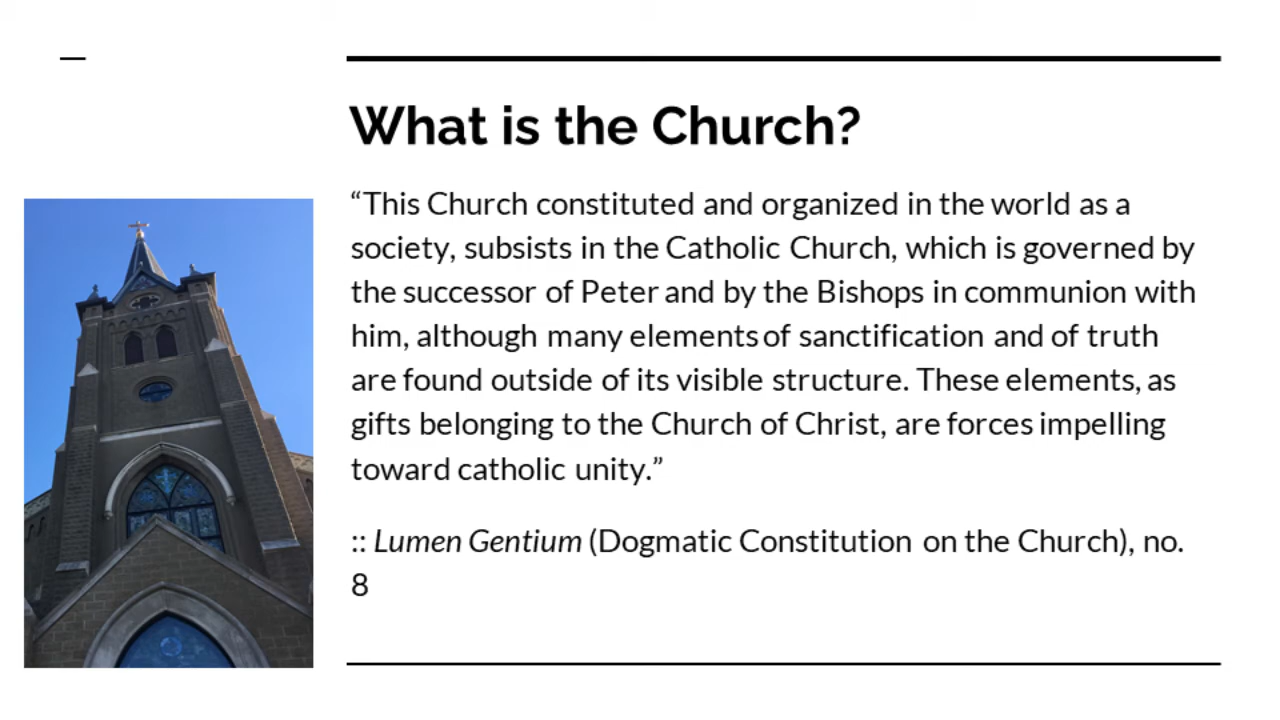 What is the Church?
“This Church constituted and organized in the world as a
society, subsists in the Catholic Church, which is governed by
the successor of Peter and by the Bishops in communion with
him, although many elements of sanctification and of truth
are found outside of its visible structure. These elements, as
gifts belonging to the Church of Christ, are forces impelling
toward catholic unity.”
:: Lumen Gentium (Dogmatic Constitution on the Church), no.
8